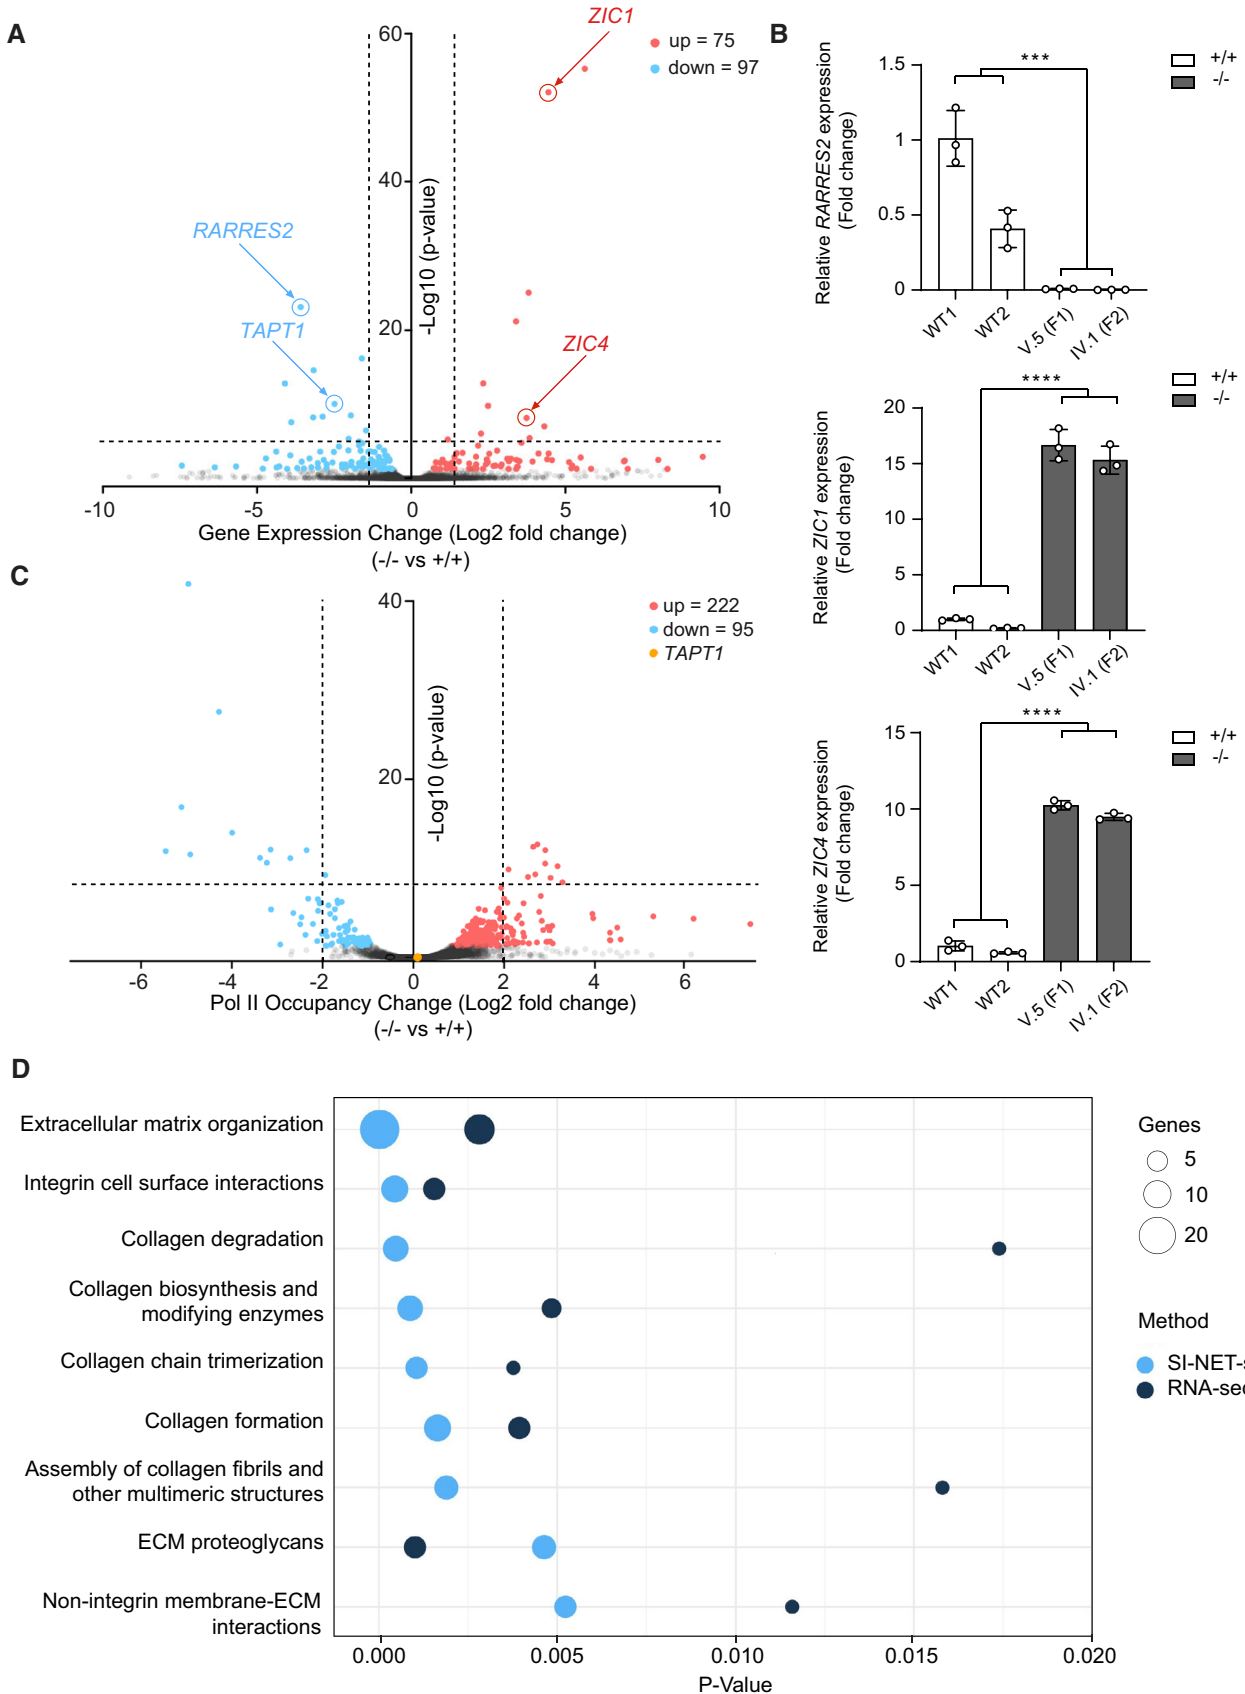 A
ZIC1
up = 75
down = 97
60
40
20
-Log10 (p-value)
RARRES2
TAPT1
ZIC4
-10
-5
0
5
10
Gene Expression Change (Log2 fold change)
(-/- vs +/+)
B
Relative RARRES2 expression
(Fold change)
1.5
1
0.5
0
***
+/+
-/-
WT1
WT2
V.5 (F1)
IV.1 (F2)
Relative ZIC1 expression
(Fold change)
20
15
10
5
0
****
+/+
-/-
WT1
WT2
V.5 (F1)
IV.1 (F2)
Relative ZIC4 expression
(Fold change)
15
10
5
0
****
+/+
-/-
WT1
WT2
V.5 (F1)
IV.1 (F2)
C
40
20
-Log10 (p-value)
up = 222
down = 95
TAPT1
-6
-4
-2
0
2
4
6
Pol II Occupancy Change (Log2 fold change)
(-/- vs +/+)
D
Extracellular matrix organization
Integrin cell surface interactions
Collagen degradation
Collagen biosynthesis and
modifying enzymes
Collagen chain trimerization
Collagen formation
Assembly of collagen fibrils and
other multimeric structures
ECM proteoglycans
Non-integrin membrane-ECM
interactions
0.000
0.005
0.010
0.015
0.020
P-Value
Genes
5
10
20
Method
SI-NET-s
RNA-sec